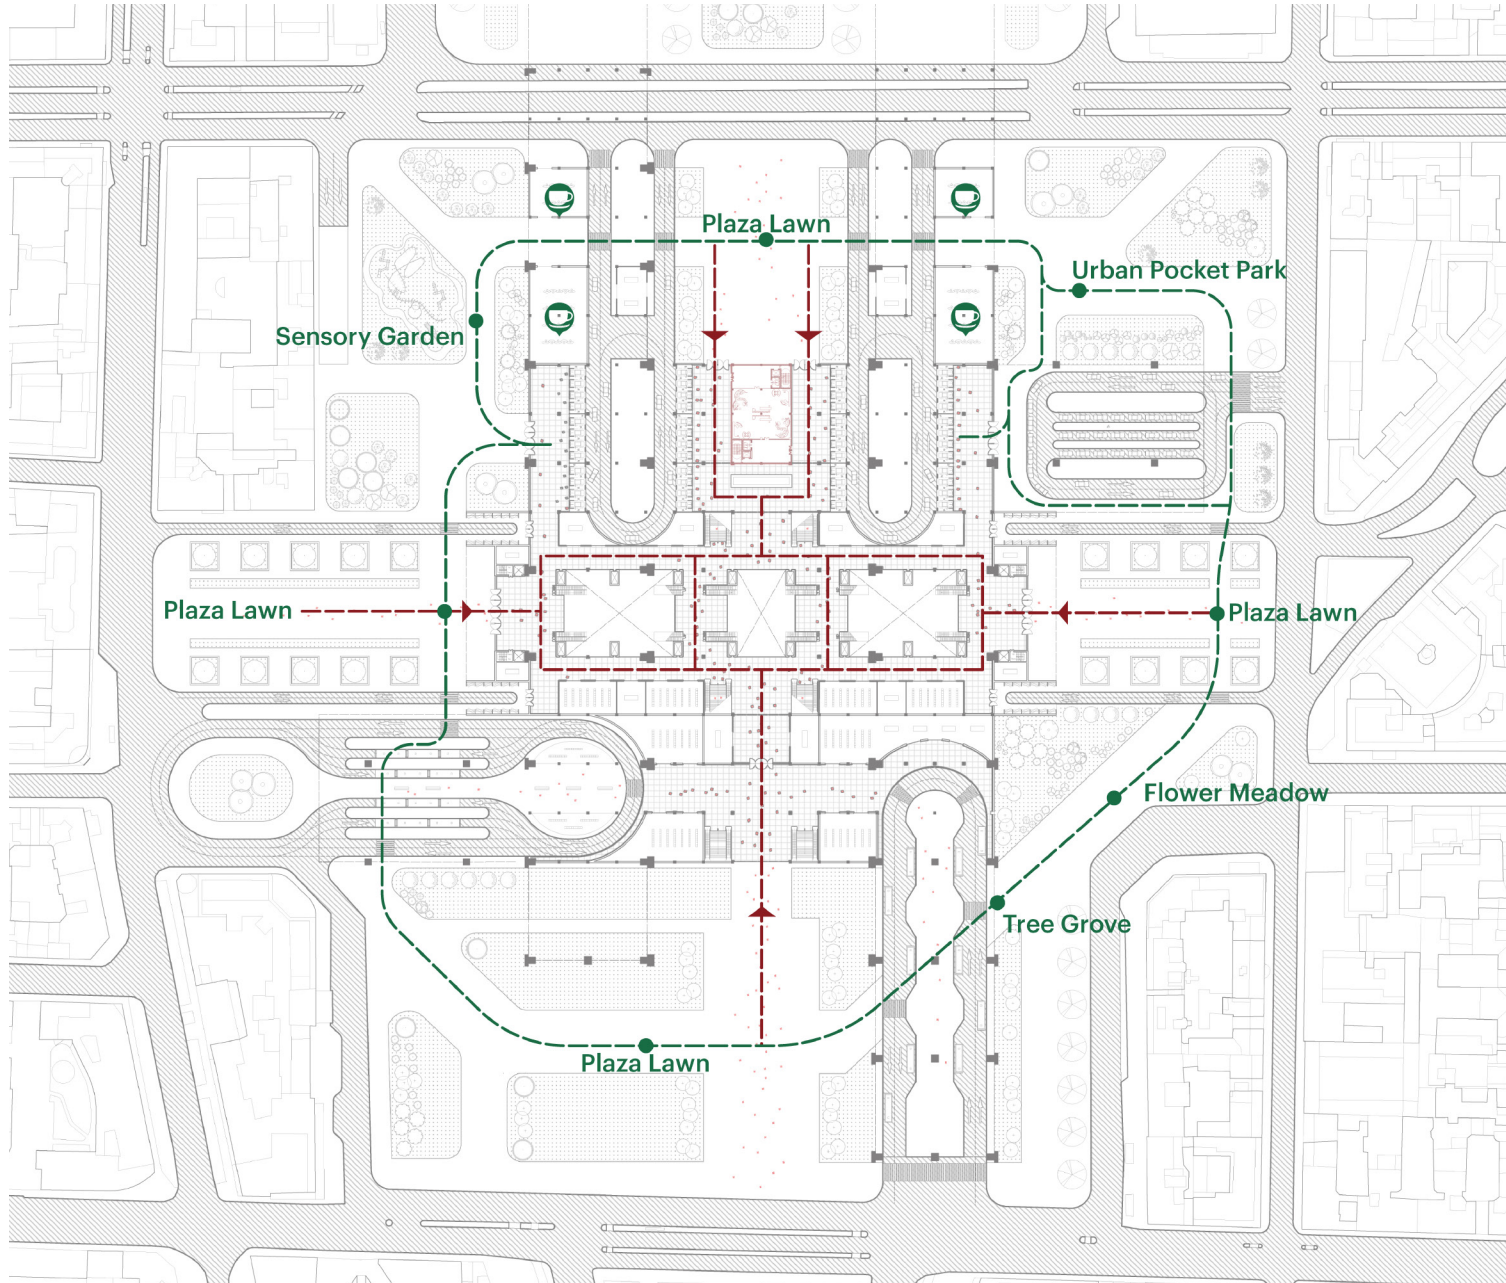 Plaza Lawn
Urban Pocket Park
Sensory Garden
Plaza Lawn
Plaza Lawn
Flower Meadow
Tree Grove
Plaza Lawn